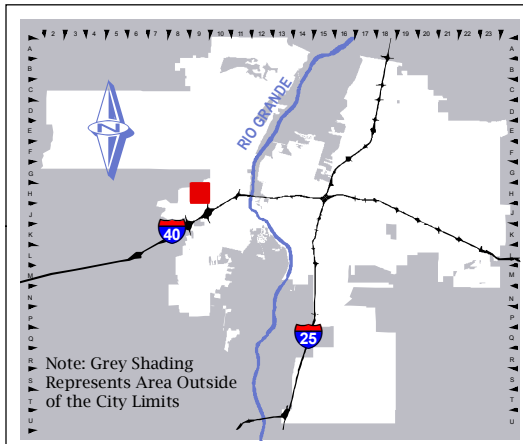 2 3 4 5 6 7 8 9 10 11 12 13 14 15 16 17 18 19 20 21 22 23
A A
B B
C C
D D
E E
F F
G G
H H
J J
K K
L L
M M
N N
P P
Q Q
R R
S S
T T
U U
N
RIO GRANDE
40
25
Note: Grey Shading
Represents Area Outside
of the City Limits